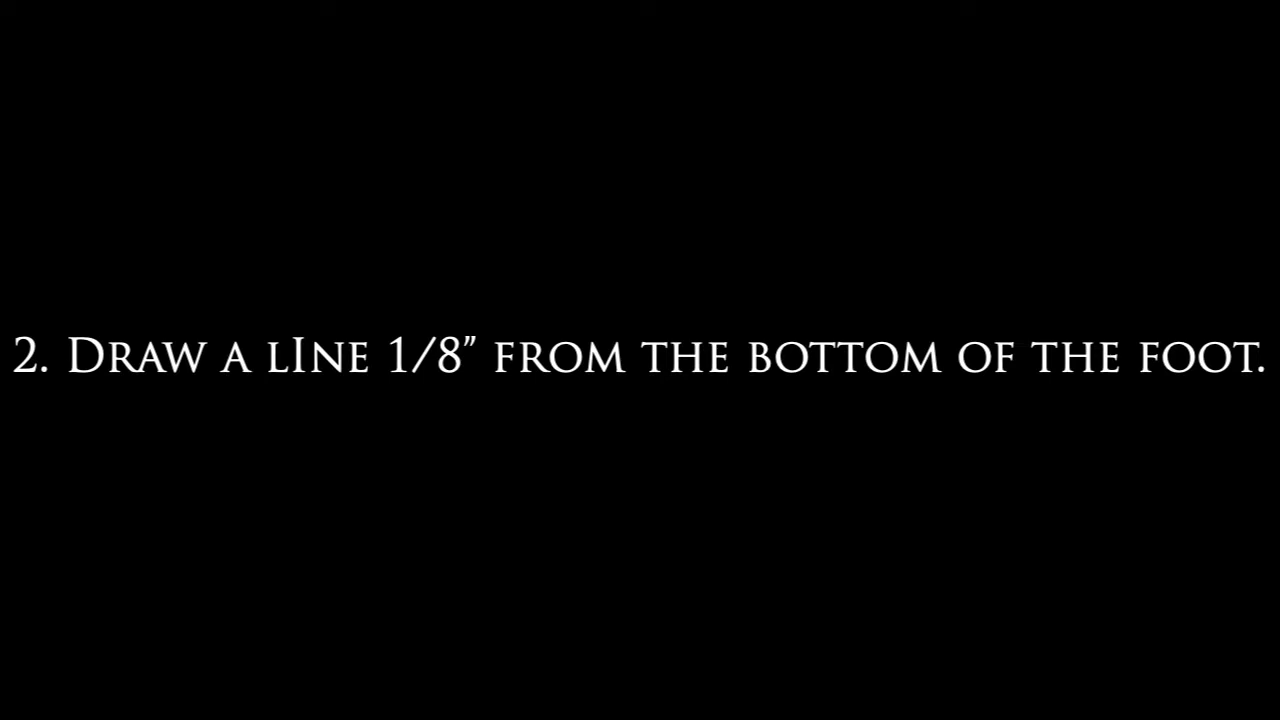 2. Draw a lIne 1/8" from the bottom of the foot.